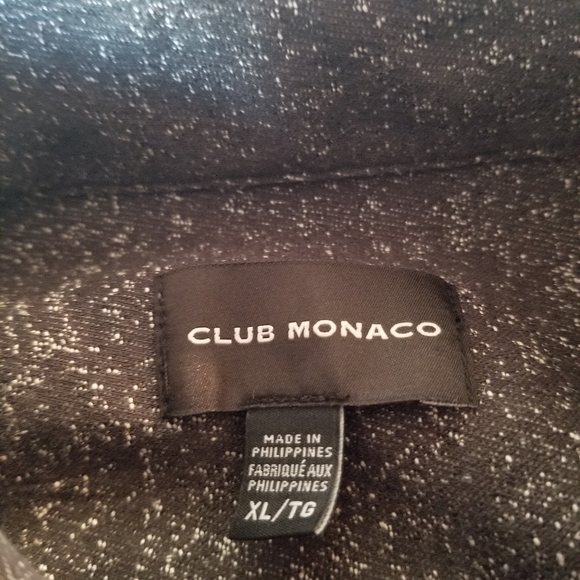 CLUB MONACO
MADE IN
PHILIPPINES
FABRIQUÉ AUX
PHILIPPINES
XL/TG